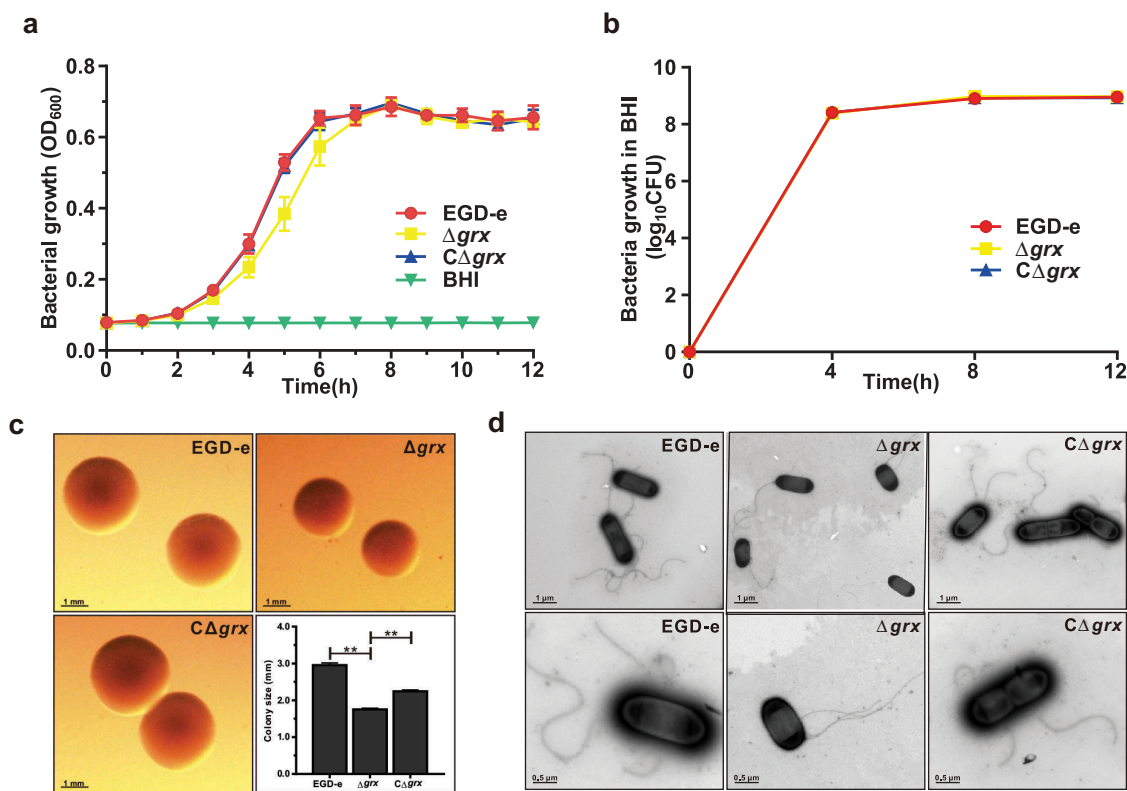 a
Bacterial growth (OD600)
0.8
0.6
0.4
0.2
0.0
0 2 4 6 8 10 12
Time(h)
EGD-e
Δgrx
CΔgrx
BHI
b
Bacteria growth in BHI
(log10CFU)
10
8
6
4
2
0
0 4 8 12
Time(h)
EGD-e
Δgrx
CΔgrx
c
EGD-e
1 mm
Δgrx
1 mm
CΔgrx
1 mm
Colony size (mm)
4.0
3.0
2.0
1.0
0.0
**
**
EGD-e Δgrx CΔgrx
d
EGD-e
1 μm
Δgrx
1 μm
CΔgrx
1 μm
EGD-e
0.5 μm
Δgrx
0.5 μm
CΔgrx
0.5 μm